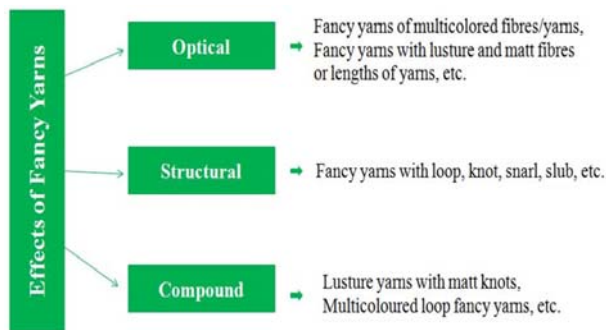 Effects of Fancy Yarns
Optical
Fancy yarns of multicolored fibres/yarns,
Fancy yarns with lusture and matt fibres
or lengths of yarns, etc.
Structural
Fancy yarns with loop, knot, snarl, slub, etc.
Compound
Lusture yarns with matt knots,
Multicoloured loop fancy yarns, etc.